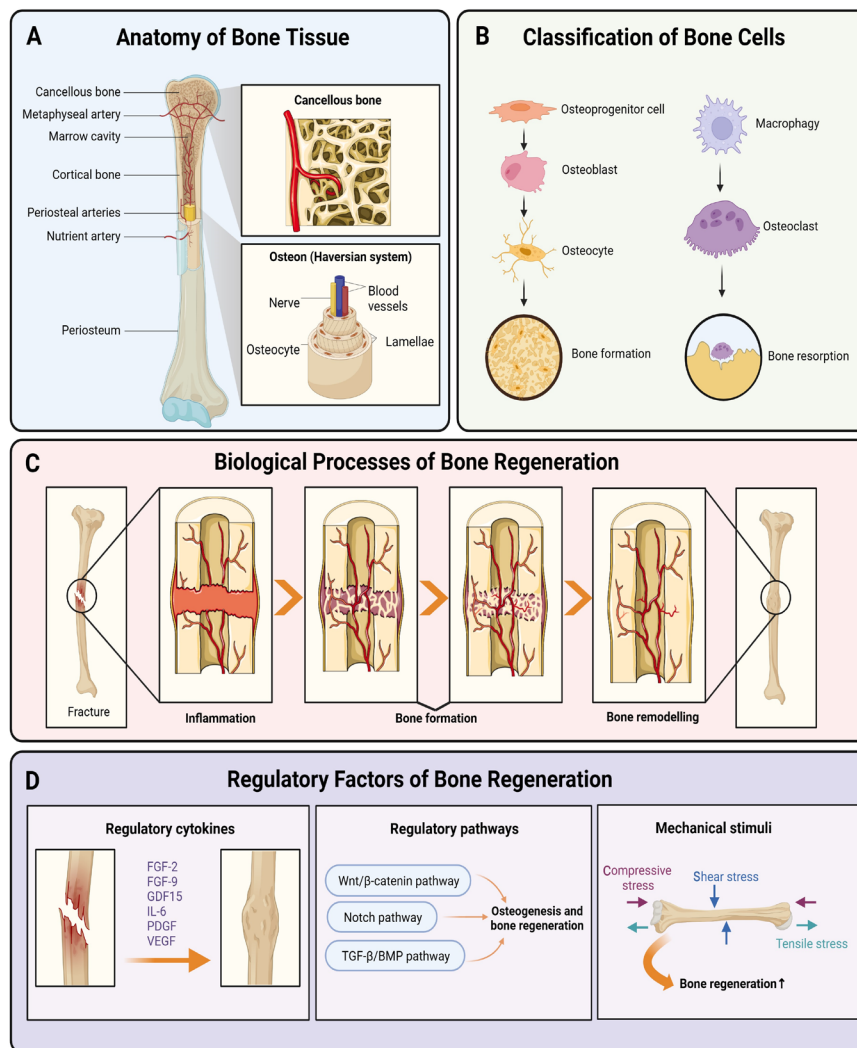 A
Anatomy of Bone Tissue
Cancellous bone
Metaphyseal artery
Marrow cavity
Cortical bone
Periosteal arteries
Nutrient artery
Periosteum
Cancellous bone
Osteon (Haversian system)
Nerve
Blood
vessels
Osteocyte
Lamellae
B
Classification of Bone Cells
Osteoprogenitor cell
Osteoblast
Osteocyte
Bone formation
Macrophagy
Osteoclast
Bone resorption
C
Biological Processes of Bone Regeneration
Fracture
Inflammation
Bone formation
Bone remodelling
D
Regulatory Factors of Bone Regeneration
Regulatory cytokines
FGF-2
FGF-9
GDF15
IL-6
PDGF
VEGF
Regulatory pathways
Wnt/β-catenin pathway
Notch pathway
TGF-β/BMP pathway
Osteogenesis and
bone regeneration
Mechanical stimuli
Compressive
stress
Shear stress
Tensile stress
Bone regeneration↑